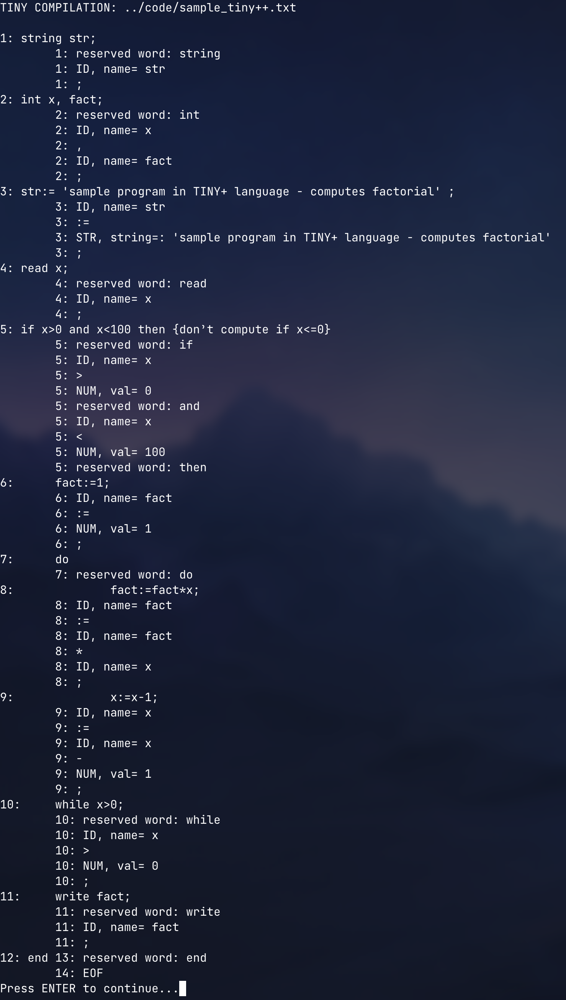 TINY COMPILATION: ../code/sample_tiny++.txt

1: string str;
        1: reserved word: string
        1: ID, name= str
        1: ;
2: int x, fact;
        2: reserved word: int
        2: ID, name= x
        2: ,
        2: ID, name= fact
        2: ;
3: str:= 'sample program in TINY+ language - computes factorial' ;
        3: ID, name= str
        3: :=
        3: STR, string=: 'sample program in TINY+ language - computes factorial'
        3: ;
4: read x;
        4: reserved word: read
        4: ID, name= x
        4: ;
5: if x>0 and x<100 then {don’t compute if x<=0}
        5: reserved word: if
        5: ID, name= x
        5: >
        5: NUM, val= 0
        5: reserved word: and
        5: ID, name= x
        5: <
        5: NUM, val= 100
        5: reserved word: then
6:      fact:=1;
        6: ID, name= fact
        6: :=
        6: NUM, val= 1
        6: ;
7:      do
        7: reserved word: do
8:              fact:=fact*x;
        8: ID, name= fact
        8: :=
        8: ID, name= fact
        8: *
        8: ID, name= x
        8: ;
9:              x:=x-1;
        9: ID, name= x
        9: :=
        9: ID, name= x
        9: -
        9: NUM, val= 1
        9: ;
10:     while x>0;
        10: reserved word: while
        10: ID, name= x
        10: >
        10: NUM, val= 0
        10: ;
11:     write fact;
        11: reserved word: write
        11: ID, name= fact
        11: ;
12: end 13: reserved word: end
        14: EOF
Press ENTER to continue...